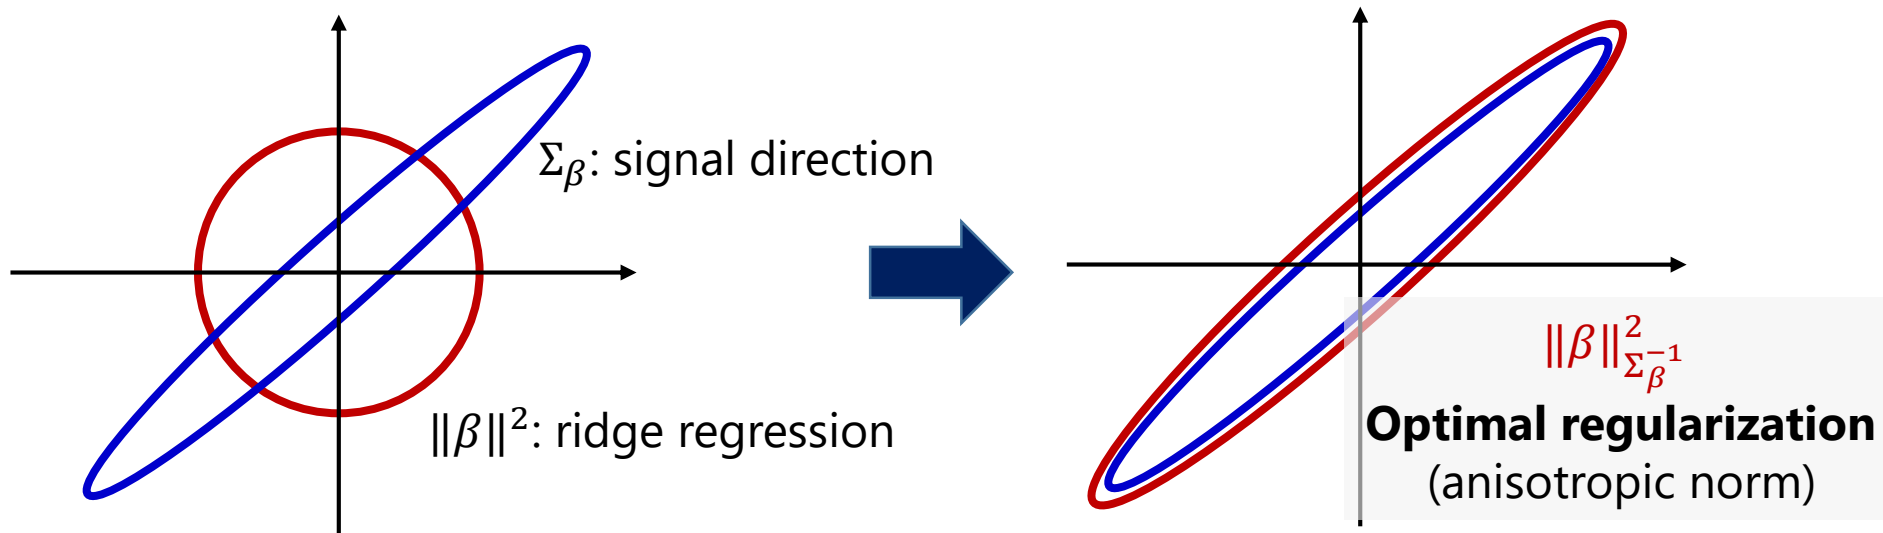 Σ_β: signal direction
‖β‖²: ridge regression
‖β‖²_{Σ_β^{-1}}
Optimal regularization
(anisotropic norm)